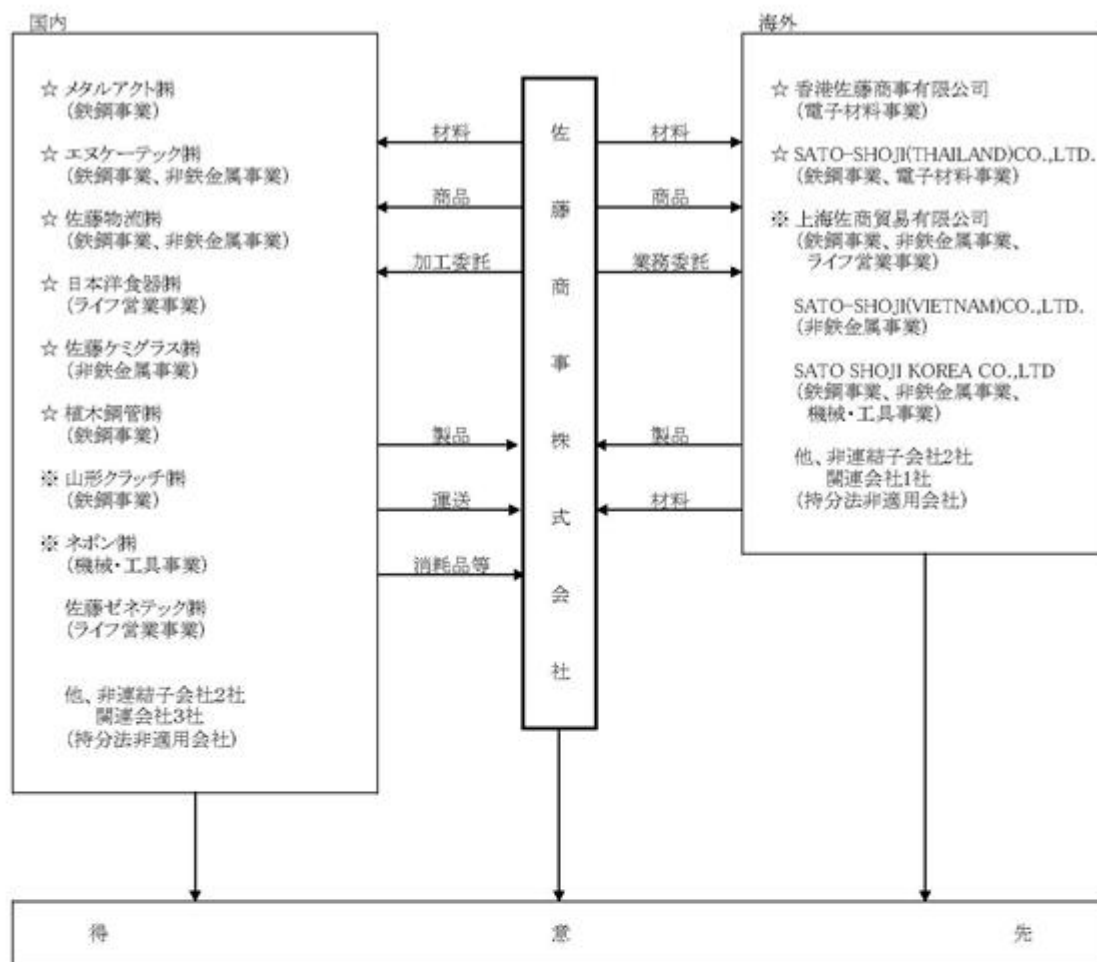 国内
☆ メタルアクト㈱
(鉄鋼事業)
☆ エヌケーテック㈱
(鉄鋼事業、非鉄金属事業)
☆ 佐藤物流㈱
(鉄鋼事業、非鉄金属事業)
☆ 日本洋食器㈱
(ライフ営業事業)
☆ 佐藤ケミグラス㈱
(非鉄金属事業)
☆ 植木鋼管㈱
(鉄鋼事業)
※ 山形クラッチ㈱
(鉄鋼事業)
※ ネポン㈱
(機械・工具事業)
佐藤ゼネテック㈱
(ライフ営業事業)
他、非連結子会社2社
関連会社3社
(持分法非適用会社)
材料
商品
加工委託
製品
運送
消耗品等
佐藤商事株式会社
材料
商品
業務委託
製品
材料
海外
☆ 香港佐藤商事有限公司
(電子材料事業)
☆ SATO-SHOJI(THAILAND)CO.,LTD.
(鉄鋼事業、電子材料事業)
※ 上海佐商貿易有限公司
(鉄鋼事業、非鉄金属事業、
ライフ営業事業)
SATO-SHOJI(VIETNAM)CO.,LTD.
(非鉄金属事業)
SATO SHOJI KOREA CO.,LTD
(鉄鋼事業、非鉄金属事業、
機械・工具事業)
他、非連結子会社2社
関連会社1社
(持分法非適用会社)
得意先